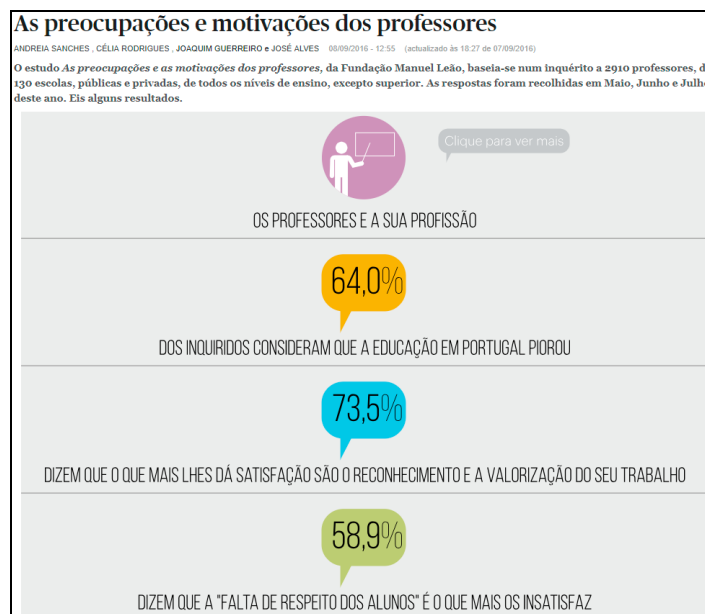 As preocupações e motivações dos professores
ANDREIA SANCHES , CÉLIA RODRIGUES , JOAQUIM GUERREIRO e JOSÉ ALVES 08/09/2016 - 12:55 (actualizado às 18:27 de 07/09/2016)
O estudo As preocupações e as motivações dos professores, da Fundação Manuel Leão, baseia-se num inquérito a 2910 professores, d
130 escolas, públicas e privadas, de todos os níveis de ensino, excepto superior. As respostas foram recolhidas em Maio, Junho e Julho
deste ano. Eis alguns resultados.
Clique para ver mais
OS PROFESSORES E A SUA PROFISSÃO
64,0%
DOS INQUIRIDOS CONSIDERAM QUE A EDUCAÇÃO EM PORTUGAL PIOROU
73,5%
DIZEM QUE O QUE MAIS LHES DÁ SATISFAÇÃO SÃO O RECONHECIMENTO E A VALORIZAÇÃO DO SEU TRABALHO
58,9%
DIZEM QUE A "FALTA DE RESPEITO DOS ALUNOS" É O QUE MAIS OS INSATISFAZ